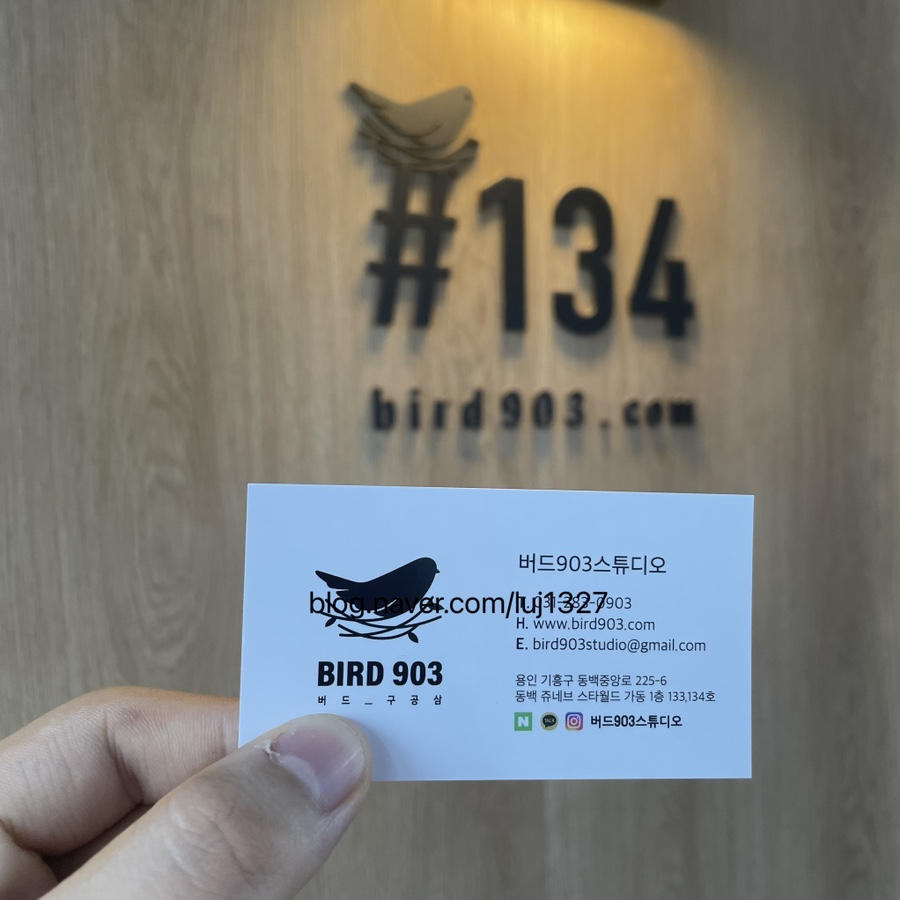 #134
bird903.com
버드903스튜디오
blog.naver.com/luj1327
0903
H. www.bird903.com
E. bird903studio@gmail.com
BIRD 903
버드_구공삼
용인 기흥구 동백중앙로 225-6
동백 쥬네브 스타월드 가동 1층 133,134호
N TALK 버드903스튜디오